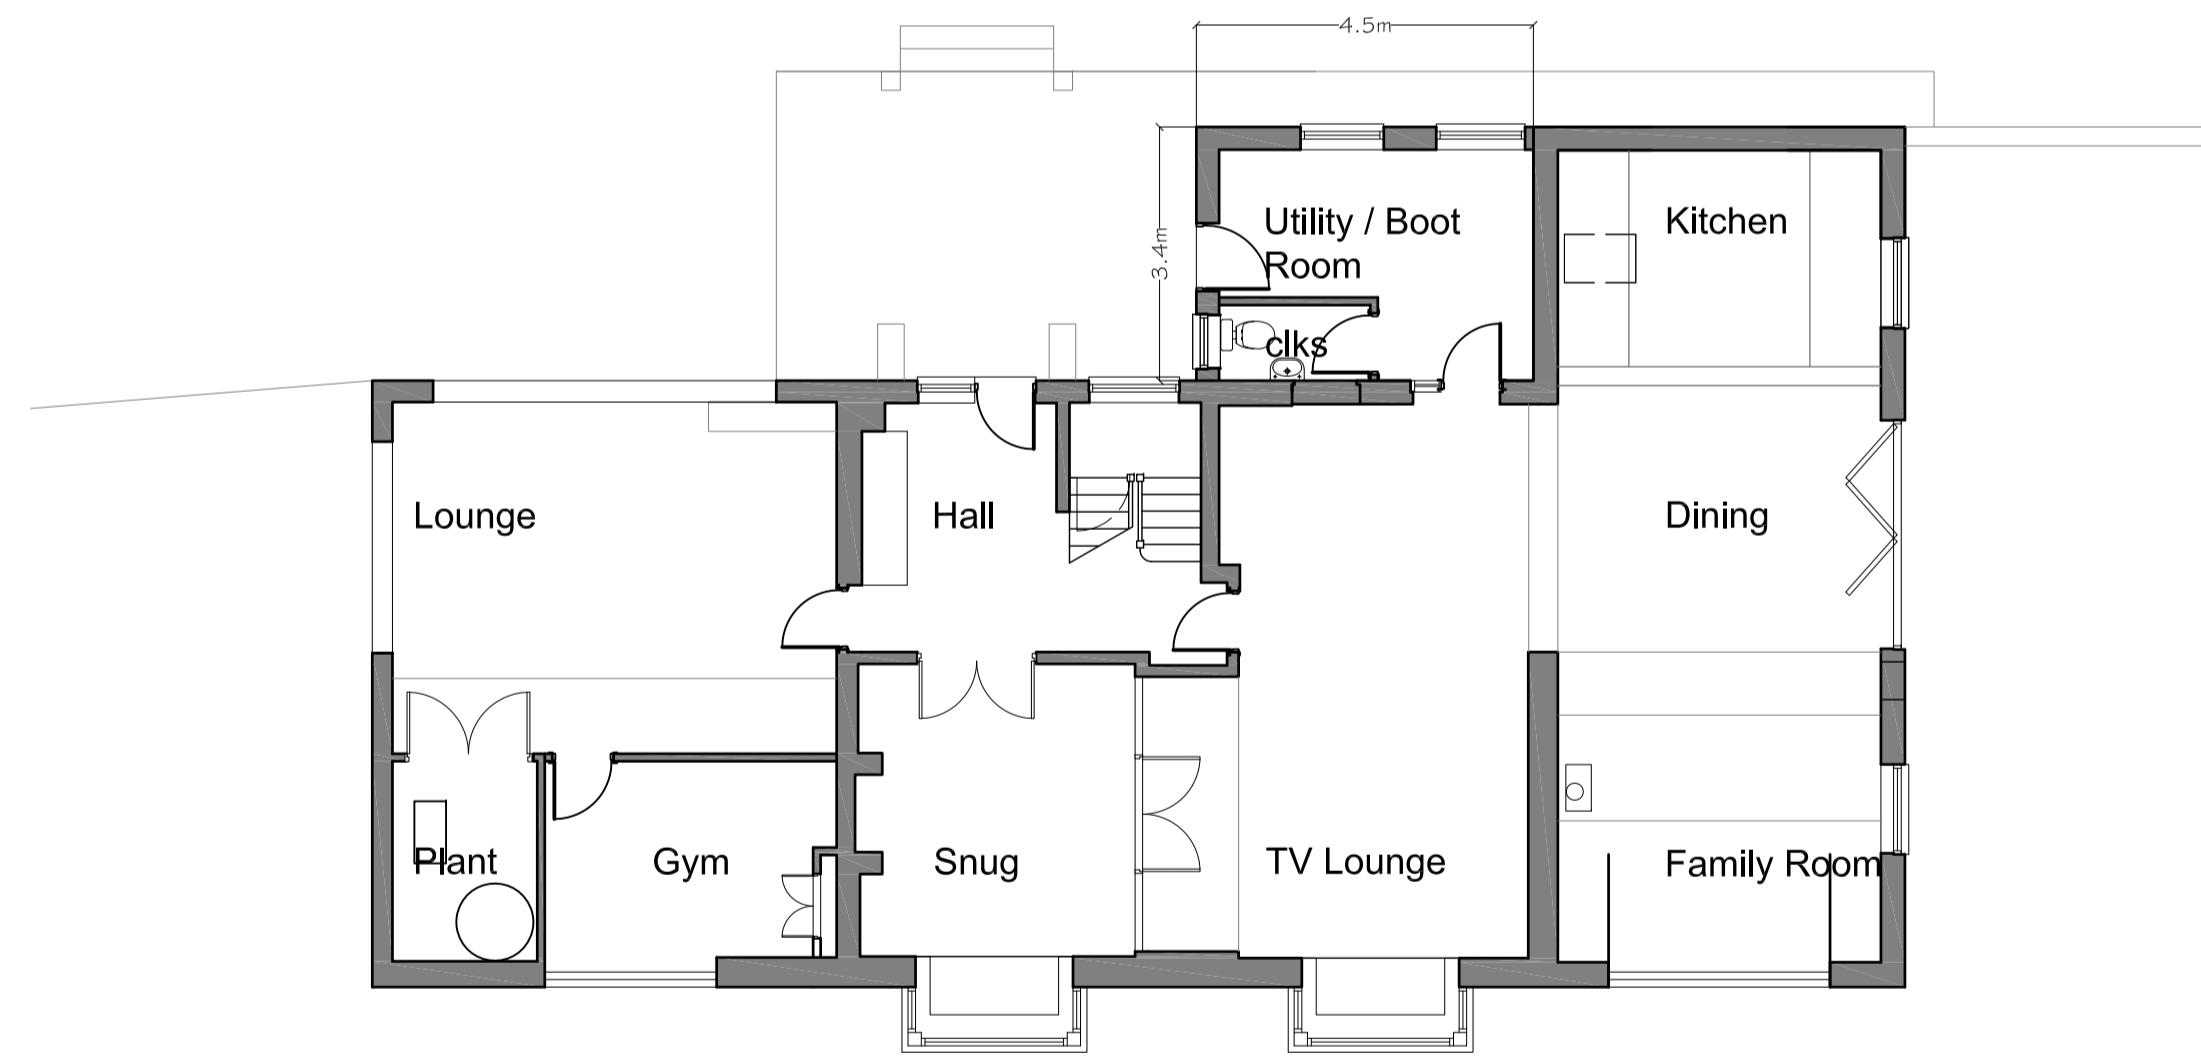 4.5m
3.4m
Utility / Boot
Room
Kitchen
clks
Lounge
Hall
Dining
Plant
Gym
Snug
TV Lounge
Family Room